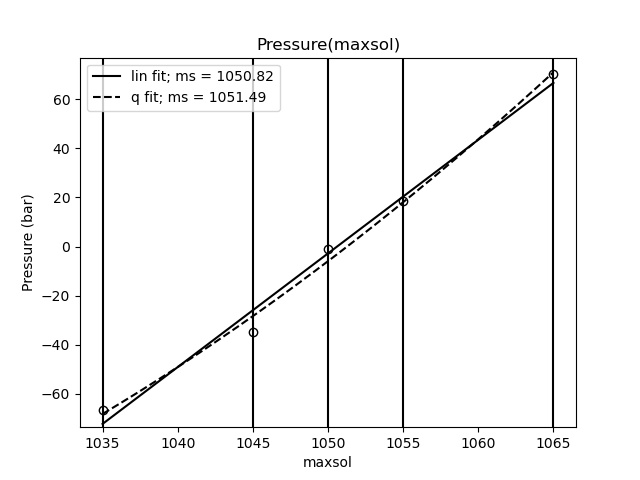 Pressure(maxsol)
lin fit; ms = 1050.82
q fit; ms = 1051.49
60
40
20
0
−20
−40
−60
Pressure (bar)
1035 1040 1045 1050 1055 1060 1065
maxsol